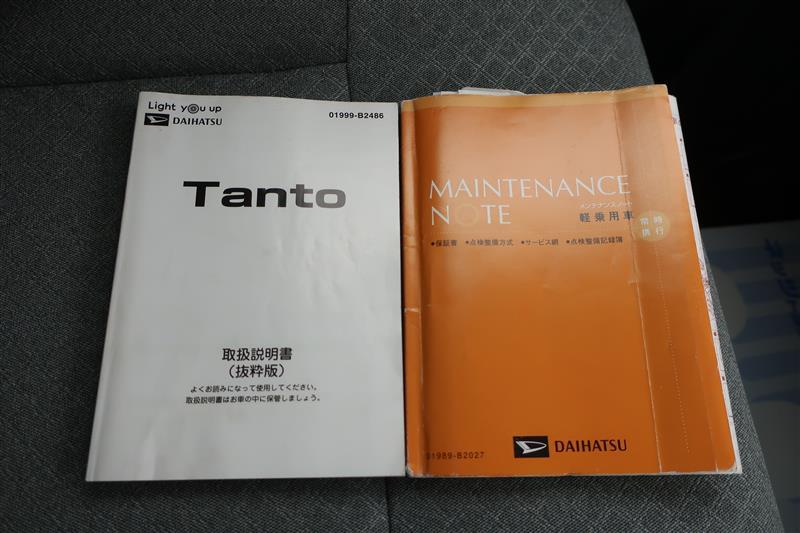 Light you up
DAIHATSU
01999-B2486
Tanto
取扱説明書
（抜粋版）
よくお読みになって使用してください。
取扱説明書はお車の中に保管しましょう。
MAINTENANCE
NOTE
メンテナンスノート
軽乗用車
常時
携行
●保証書 ●点検整備方式 ●サービス網 ●点検整備記録簿
DAIHATSU
01989-B2027